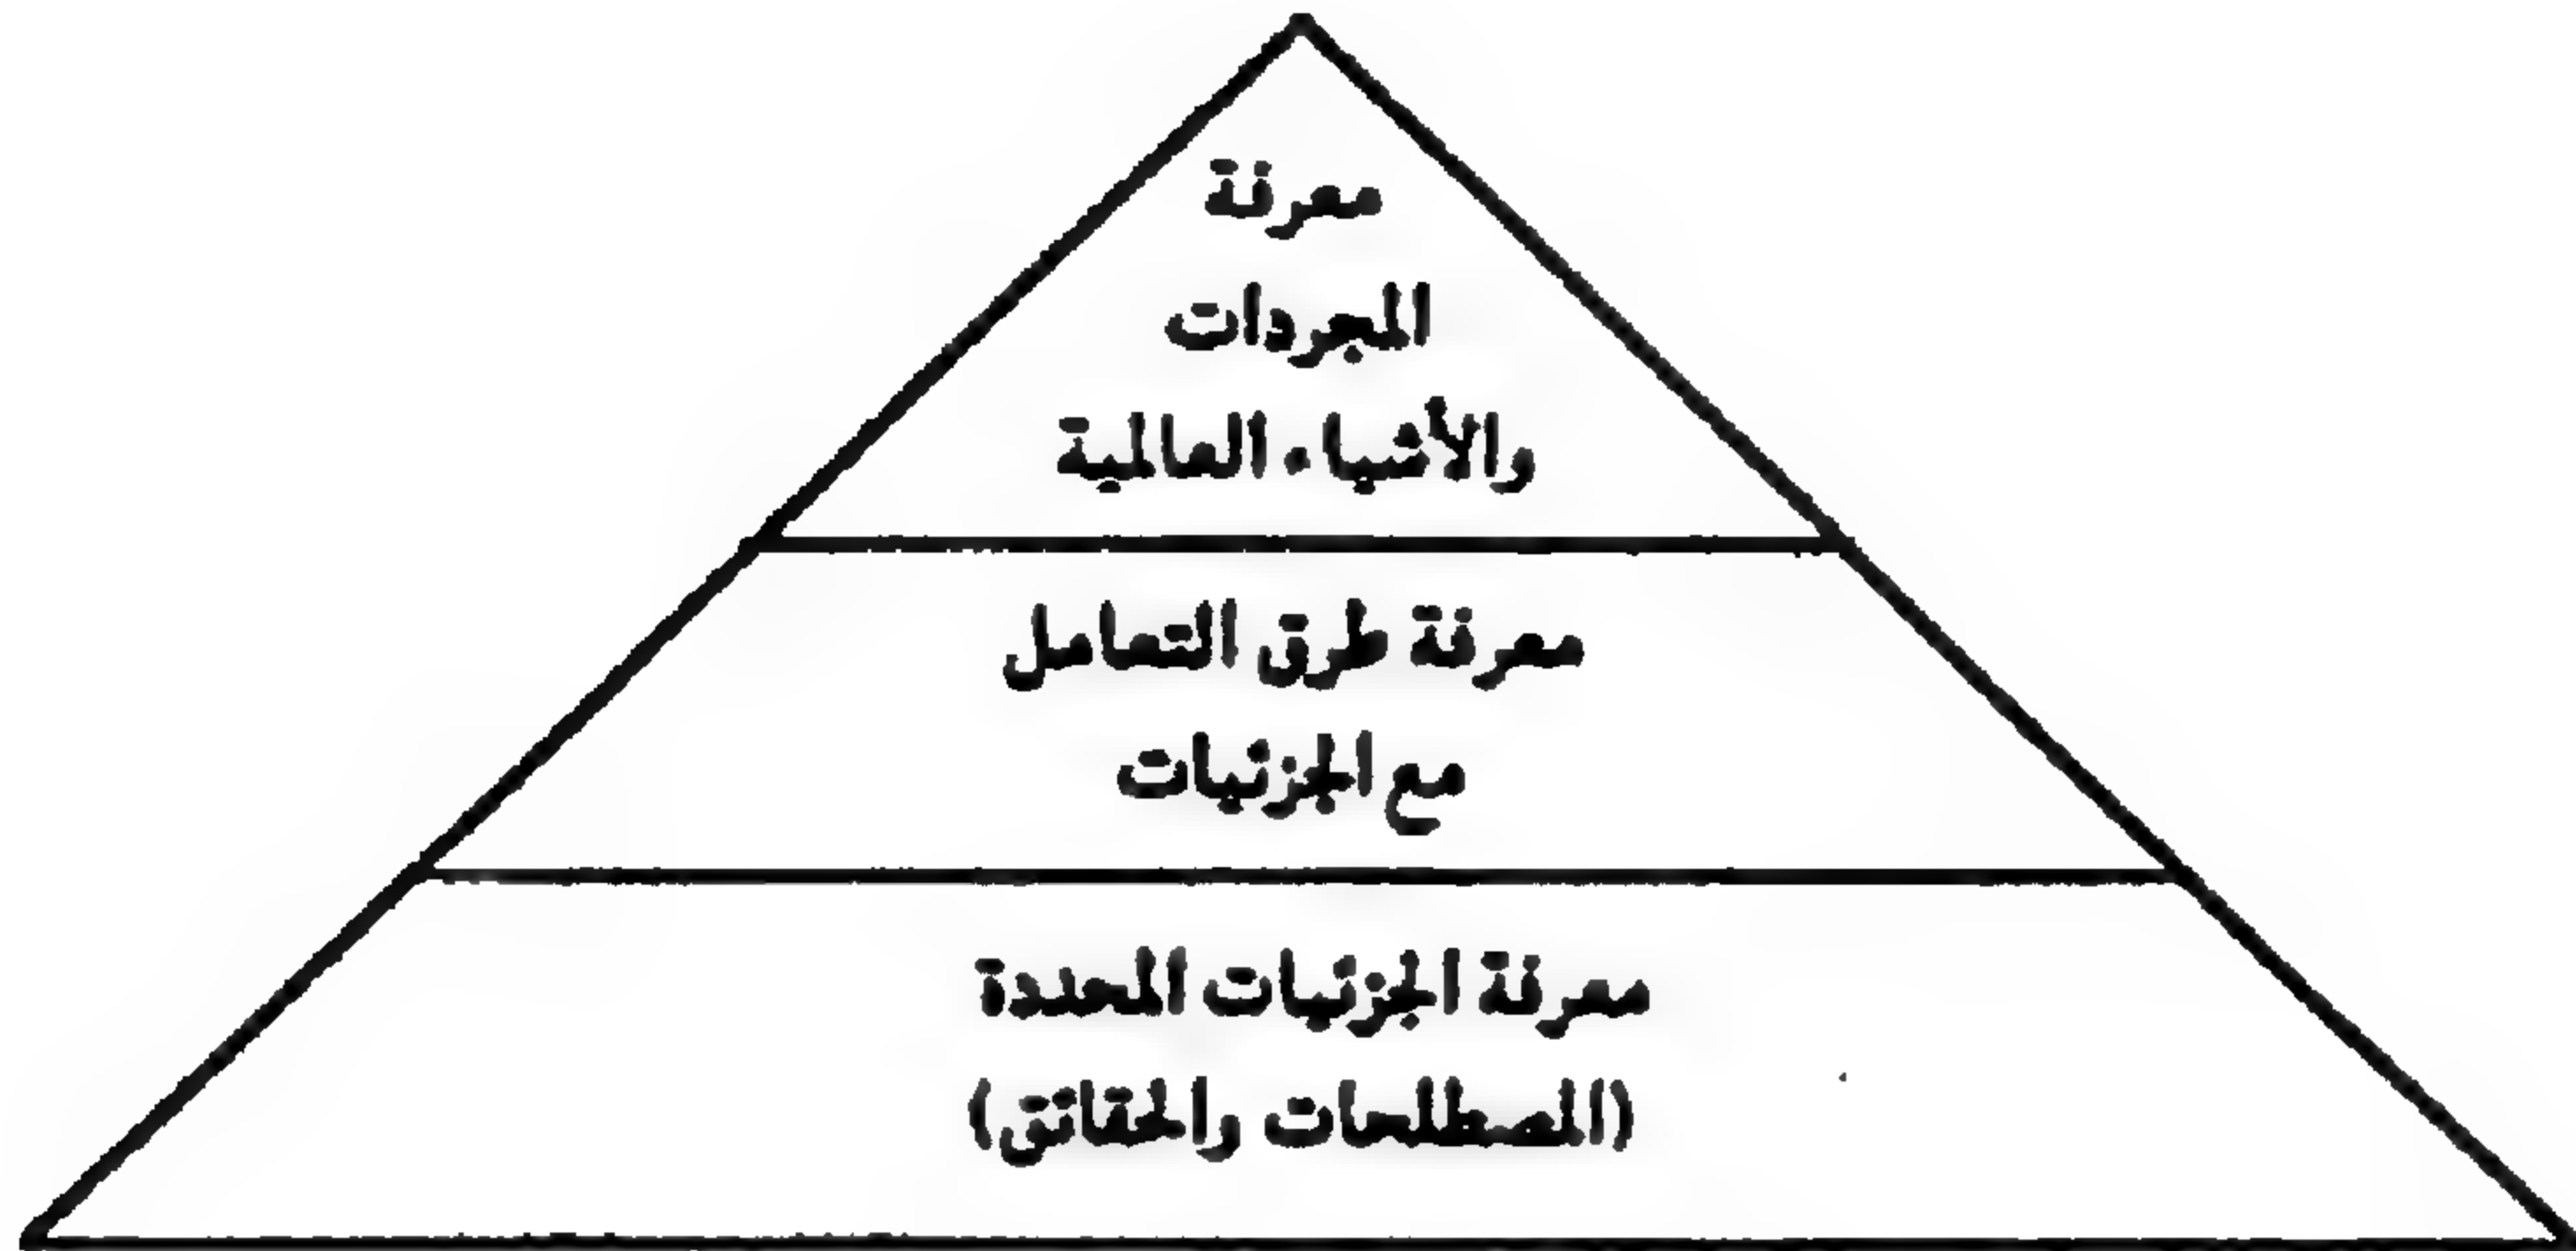 معرفة
المجردات
والأشياء العالمية
معرفة طرق التعامل
مع الجزئيات
معرفة الجزئيات المحددة
(المصطلحات والحقائق)